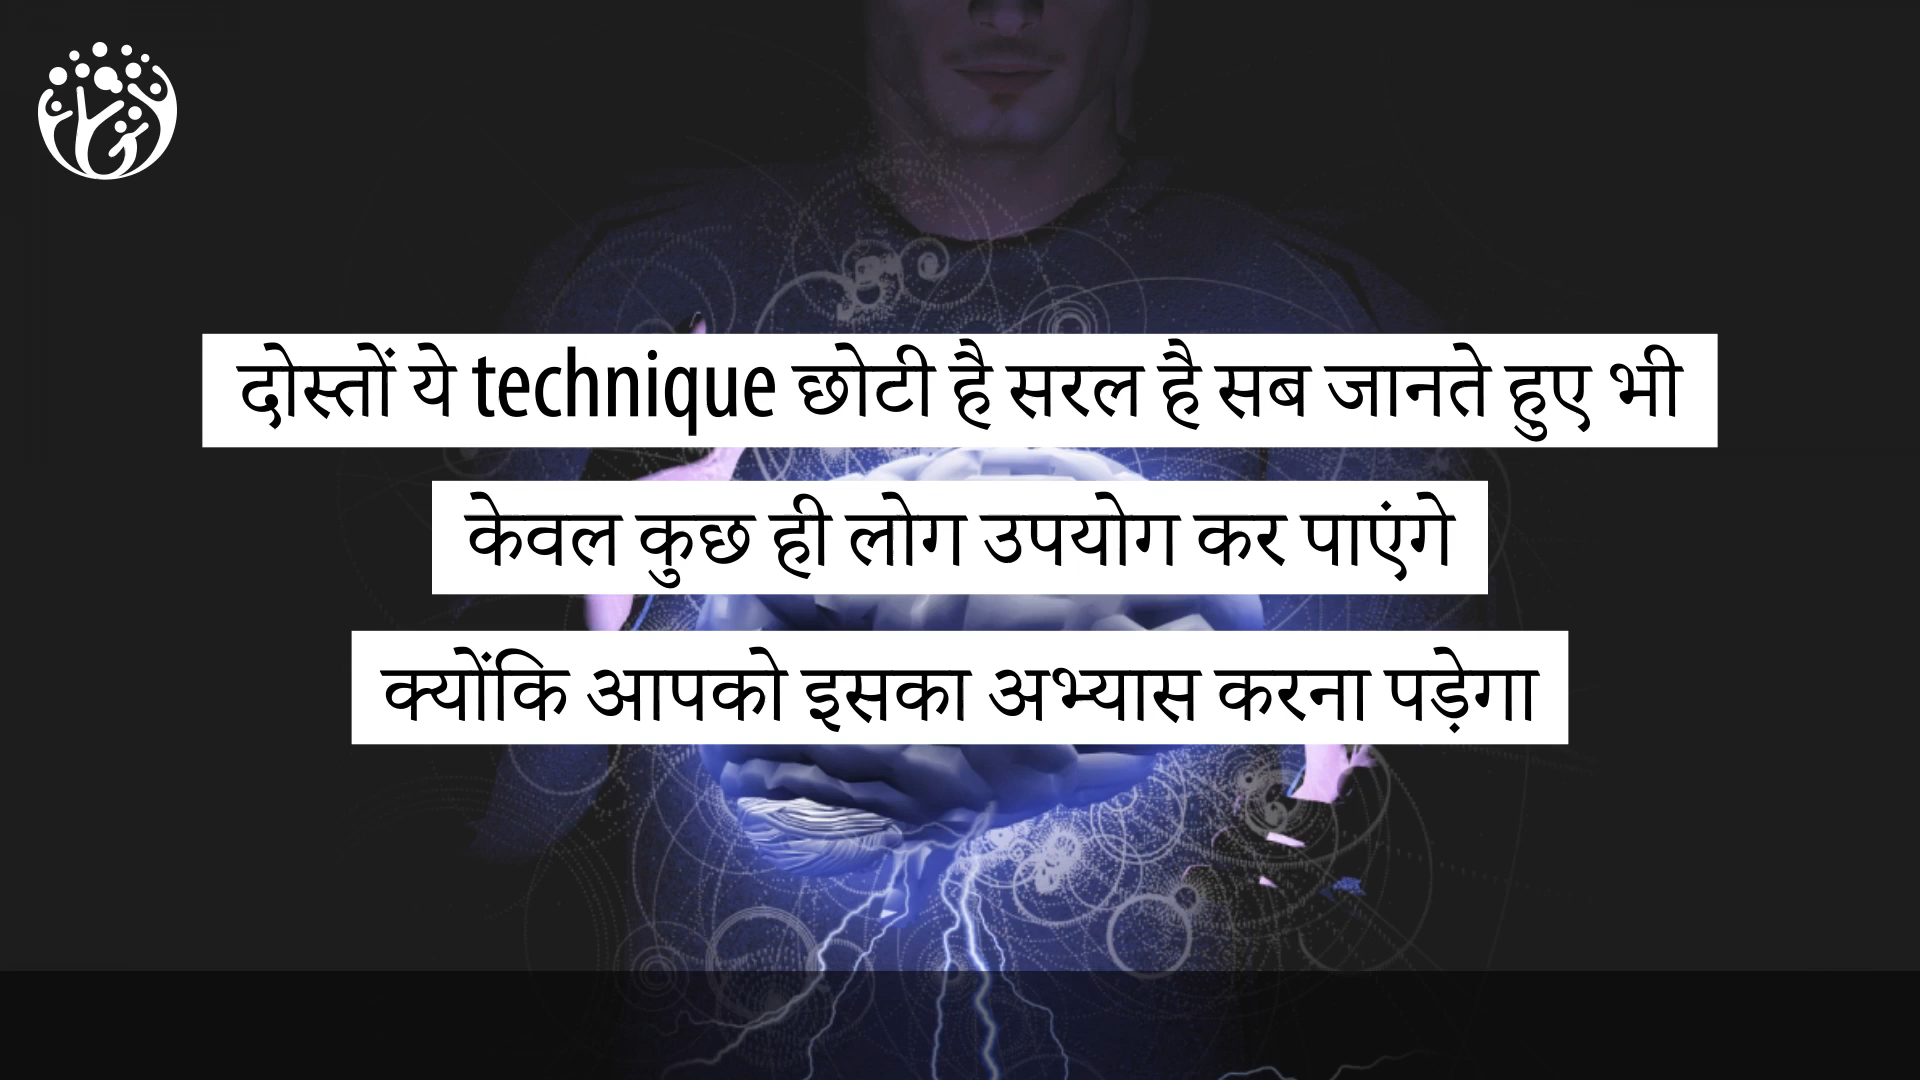 दोस्तों ये technique छोटी है सरल है सब जानते हुए भी
केवल कुछ ही लोग उपयोग कर पाएंगे
क्योंकि आपको इसका अभ्यास करना पड़ेगा